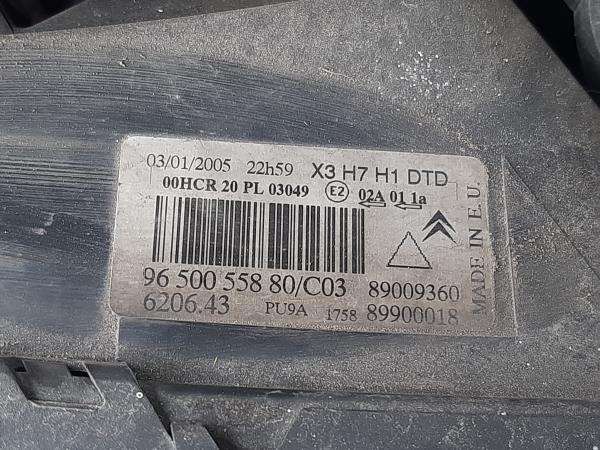 03/01/2005 22h59 X3 H7 H1 DTD
00HCR 20 PL 03049 E2 02A 01 1a
96 500 558 80/C03 89009360
6206.43 PU9A 1758 89900018
MADE IN E.U.